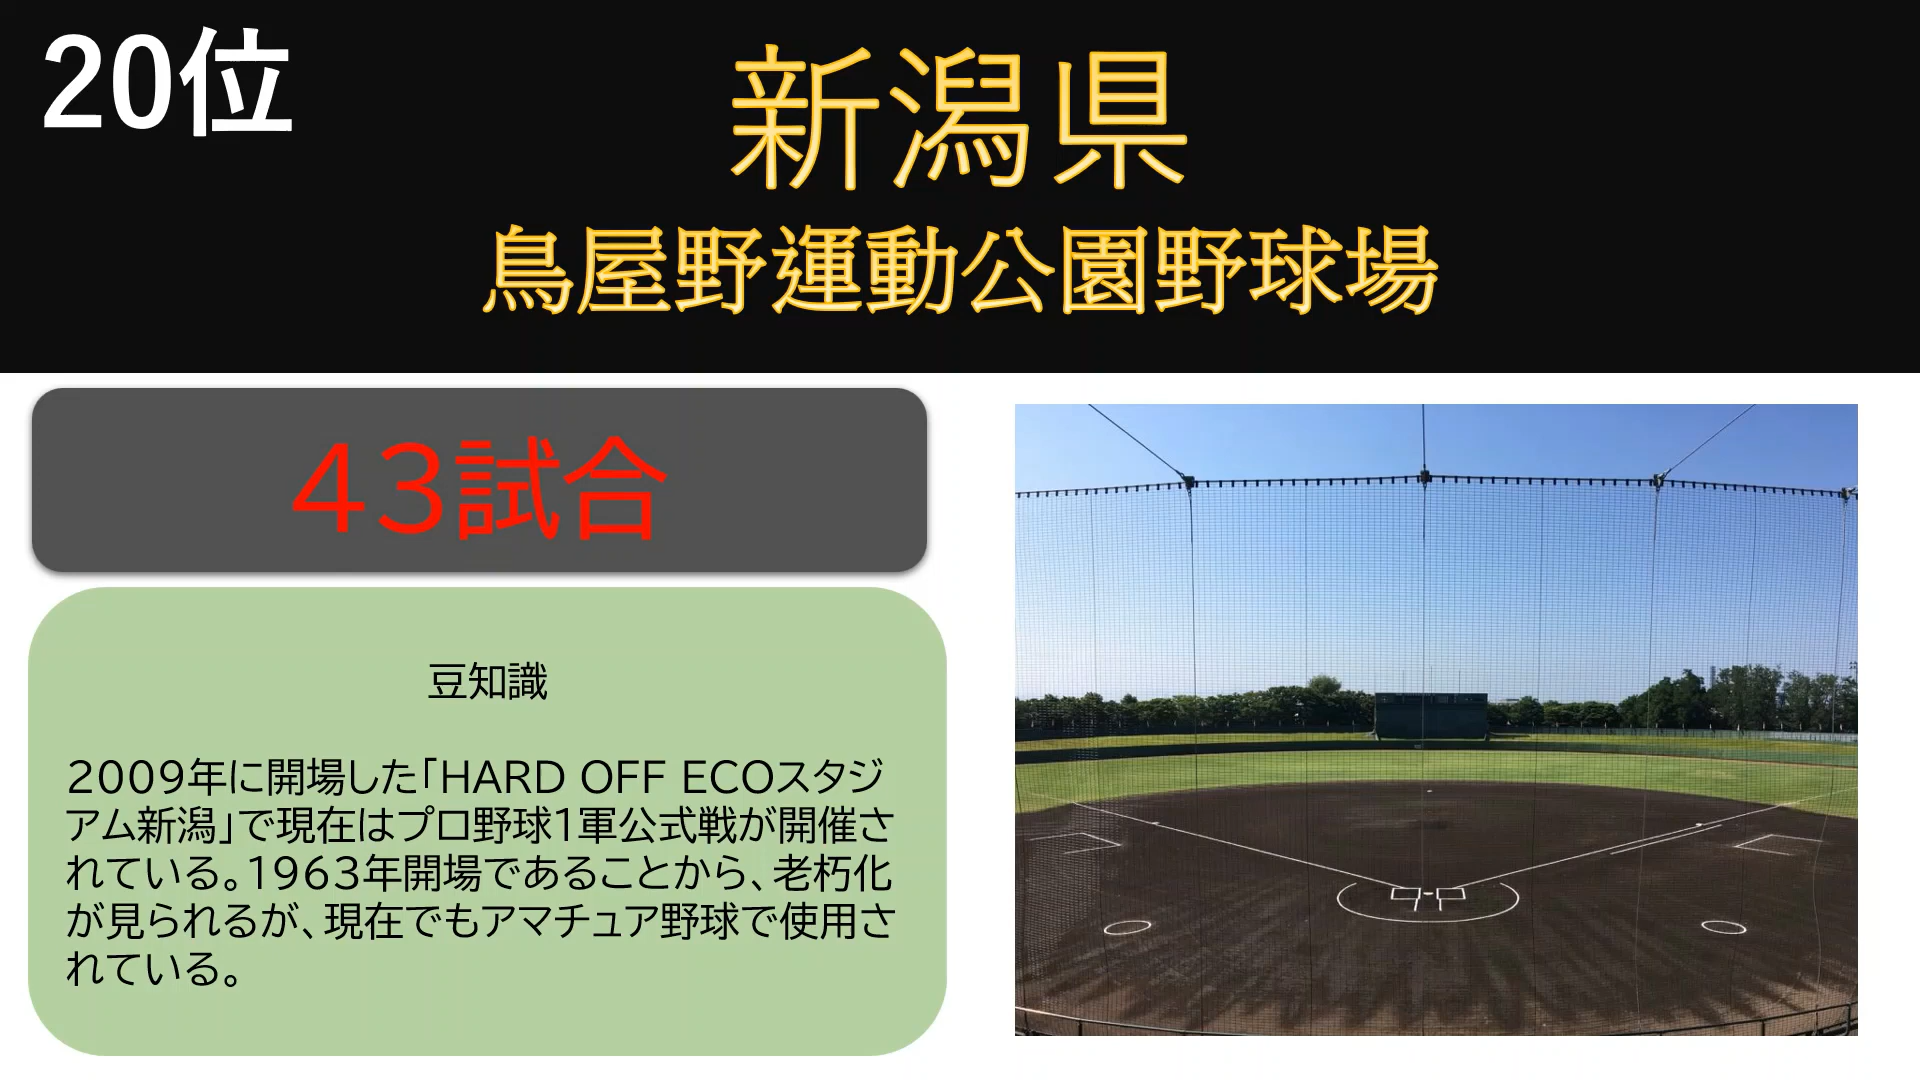 20位
新潟県
鳥屋野運動公園野球場
43試合
豆知識
2009年に開場した「HARD OFF ECOスタジ
アム新潟」で現在はプロ野球1軍公式戦が開催さ
れている。1963年開場であることから、老朽化
が見られるが、現在でもアマチュア野球で使用さ
れている。